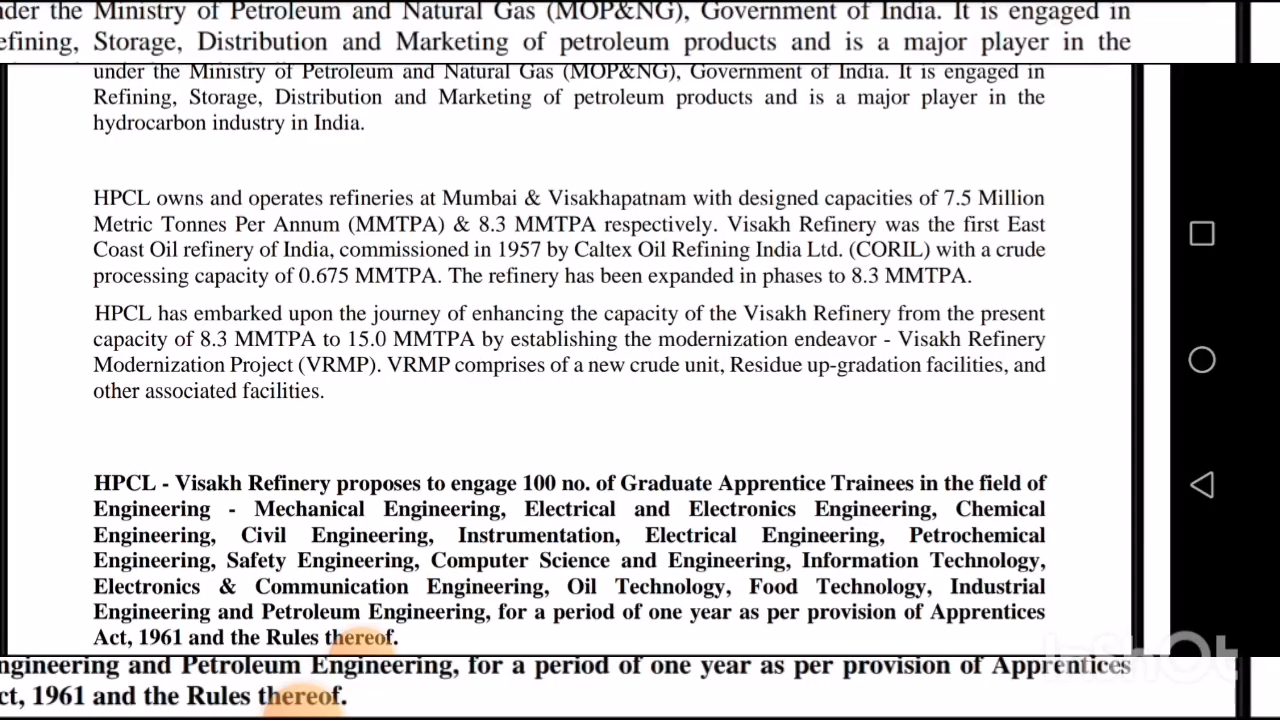 der the Ministry of Petroleum and Natural Gas (MOP&NG), Government of India. It is engaged in
efining, Storage, Distribution and Marketing of petroleum products and is a major player in the
under the Ministry of Petroleum and Natural Gas (MOP&NG), Government of India. It is engaged in
Refining, Storage, Distribution and Marketing of petroleum products and is a major player in the
hydrocarbon industry in India.
HPCL owns and operates refineries at Mumbai & Visakhapatnam with designed capacities of 7.5 Million
Metric Tonnes Per Annum (MMTPA) & 8.3 MMTPA respectively. Visakh Refinery was the first East
Coast Oil refinery of India, commissioned in 1957 by Caltex Oil Refining India Ltd. (CORIL) with a crude
processing capacity of 0.675 MMTPA. The refinery has been expanded in phases to 8.3 MMTPA.
HPCL has embarked upon the journey of enhancing the capacity of the Visakh Refinery from the present
capacity of 8.3 MMTPA to 15.0 MMTPA by establishing the modernization endeavor - Visakh Refinery
Modernization Project (VRMP). VRMP comprises of a new crude unit, Residue up-gradation facilities, and
other associated facilities.
HPCL - Visakh Refinery proposes to engage 100 no. of Graduate Apprentice Trainees in the field of
Engineering - Mechanical Engineering, Electrical and Electronics Engineering, Chemical
Engineering, Civil Engineering, Instrumentation, Electrical Engineering, Petrochemical
Engineering, Safety Engineering, Computer Science and Engineering, Information Technology,
Electronics & Communication Engineering, Oil Technology, Food Technology, Industrial
Engineering and Petroleum Engineering, for a period of one year as per provision of Apprentices
Act, 1961 and the Rules thereof.
ngineering and Petroleum Engineering, for a period of one year as per provision of Apprentices
ct, 1961 and the Rules thereof.
InShOt